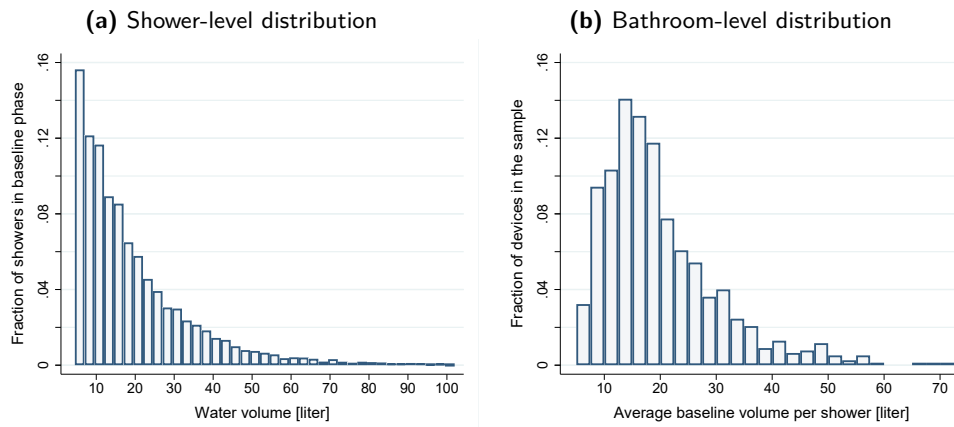 (a) Shower-level distribution
Fraction of showers in baseline phase
.16
.12
.08
.04
0
10 20 30 40 50 60 70 80 90 100
Water volume [liter]
(b) Bathroom-level distribution
Fraction of devices in the sample
.16
.12
.08
.04
0
10 20 30 40 50 60 70
Average baseline volume per shower [liter]